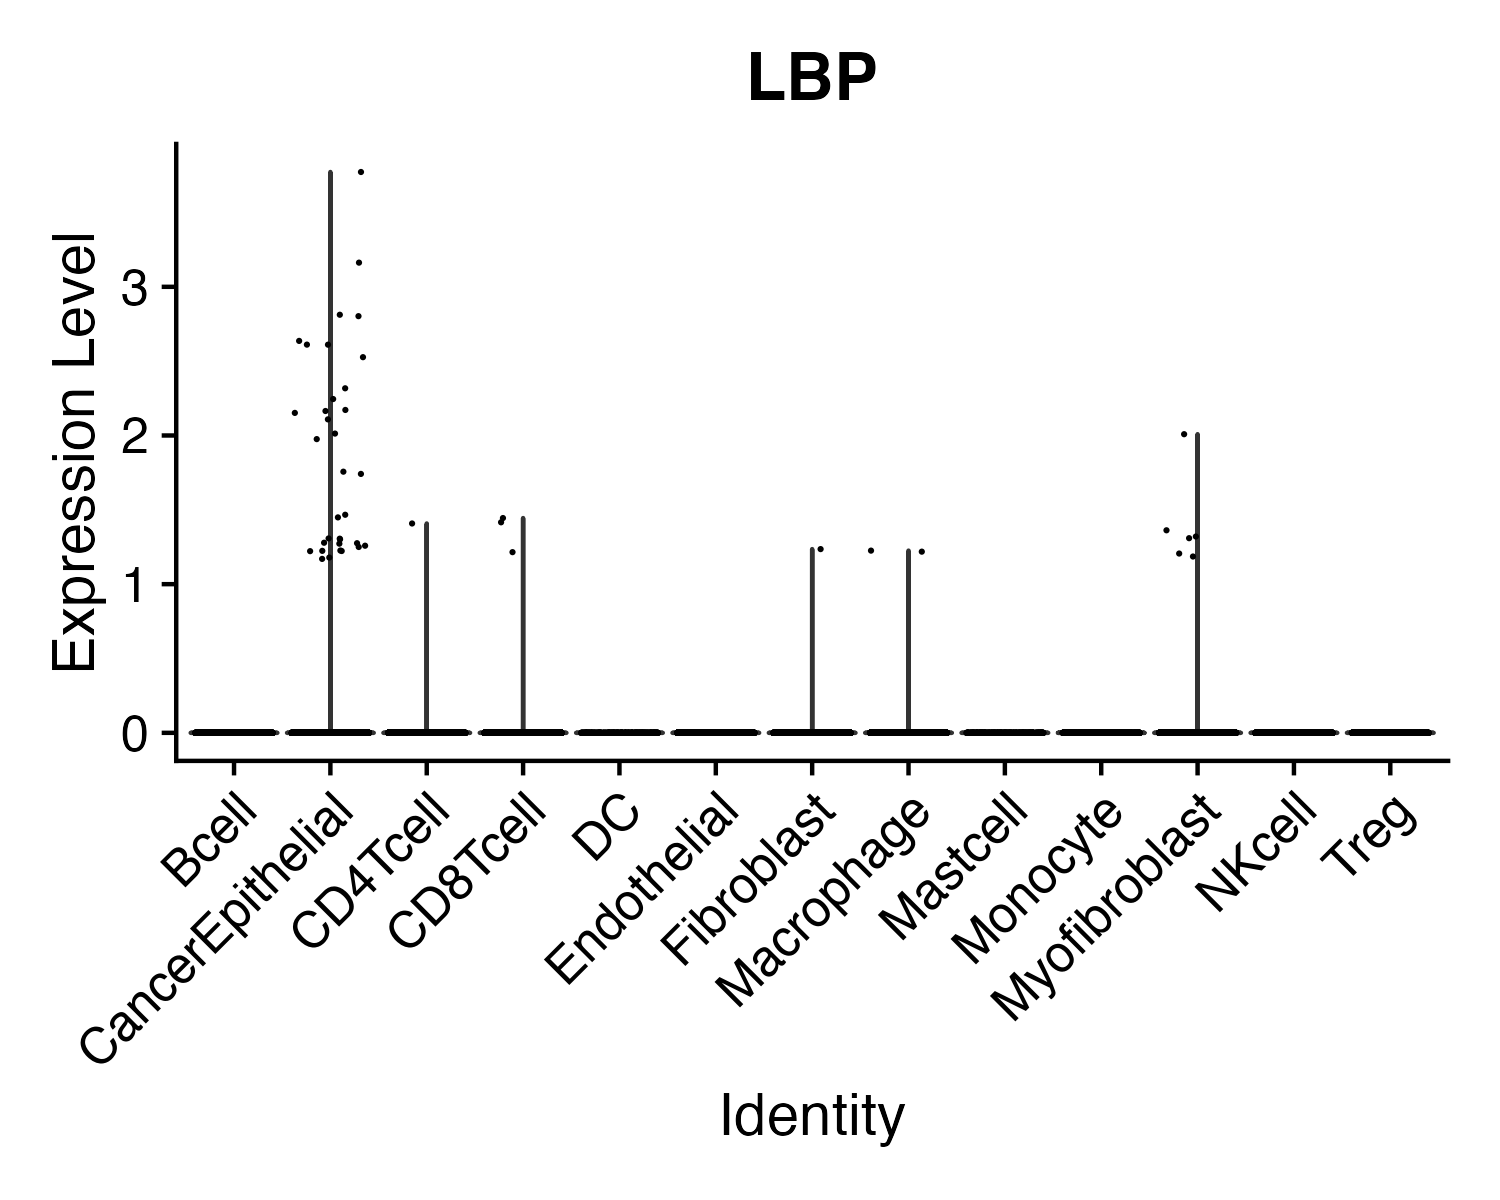 LBP
Expression Level
3
2
1
0
Bcell
CancerEpithelial
CD4Tcell
CD8Tcell
DC
Endothelial
Fibroblast
Macrophage
Mastcell
Monocyte
Myofibroblast
NKcell
Treg
Identity